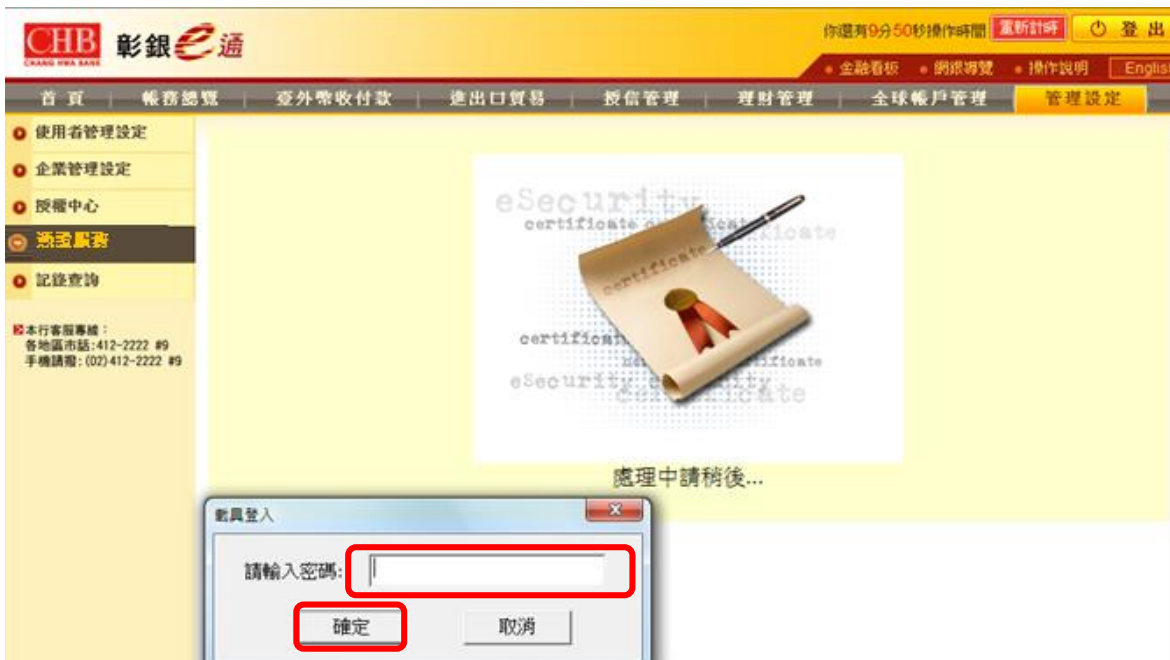 CHB
CHANG HWA BANK
彰銀e通
你還有9分50秒操作時間 重新計時 登出
金融看板 網銀導覽 操作說明 Englis
首頁 帳務總覽 臺外幣收付款 進出口貿易 授信管理 理財管理 全球帳戶管理 管理設定
使用者管理設定
企業管理設定
授權中心
憑證服務
記錄查詢
本行客服專線：
各地區市話:412-2222 #9
手機請撥:(02)412-2222 #9
eSecurity
certificate
certificate
certificate
eSecurity
certificate
處理中請稍後...
載具登入
請輸入密碼:
確定 取消